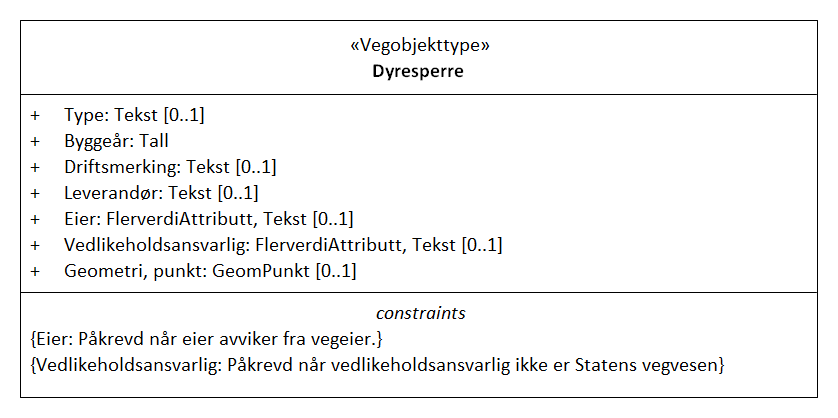 «Vegobjekttype»
Dyresperre
+ Type: Tekst [0..1]
+ Byggeår: Tall
+ Driftsmerking: Tekst [0..1]
+ Leverandør: Tekst [0..1]
+ Eier: FlerverdiAttributt, Tekst [0..1]
+ Vedlikeholdsansvarlig: FlerverdiAttributt, Tekst [0..1]
+ Geometri, punkt: GeomPunkt [0..1]
constraints
{Eier: Påkrevd når eier avviker fra vegeier.}
{Vedlikeholdsansvarlig: Påkrevd når vedlikeholdsansvarlig ikke er Statens vegvesen}